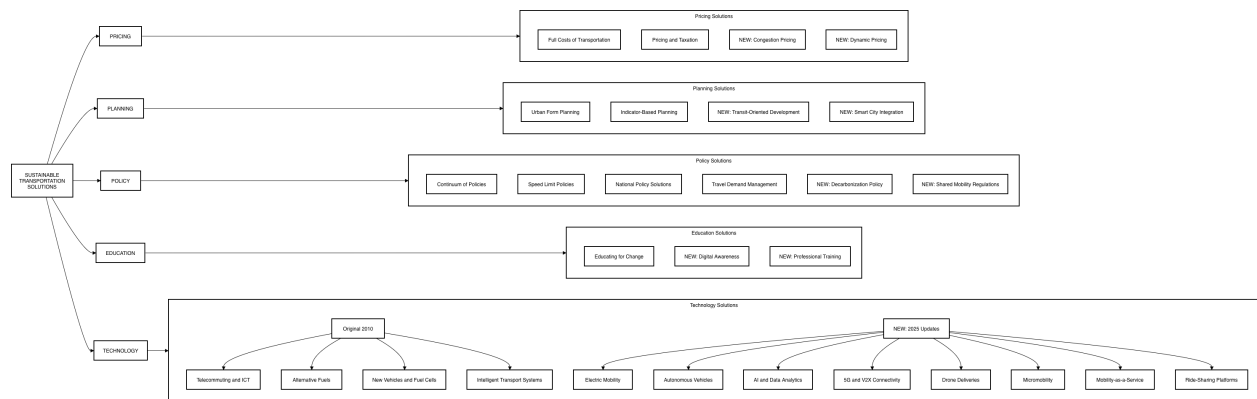 Pricing Solutions
PRICING
Full Costs of Transportation
Pricing and Taxation
NEW: Congestion Pricing
NEW: Dynamic Pricing
Planning Solutions
PLANNING
Urban Form Planning
Indicator-Based Planning
NEW: Transit-Oriented Development
NEW: Smart City Integration
Policy Solutions
SUSTAINABLE
TRANSPORTATION
SOLUTIONS
POLICY
Continuum of Policies
Speed Limit Policies
National Policy Solutions
Travel Demand Management
NEW: Decarbonization Policy
NEW: Shared Mobility Regulations
Education Solutions
EDUCATION
Educating for Change
NEW: Digital Awareness
NEW: Professional Training
Technology Solutions
TECHNOLOGY
Original 2010
NEW: 2025 Updates
Telecommuting and ICT
Alternative Fuels
New Vehicles and Fuel Cells
Intelligent Transport Systems
Electric Mobility
Autonomous Vehicles
AI and Data Analytics
5G and V2X Connectivity
Drone Deliveries
Micromobility
Mobility-as-a-Service
Ride-Sharing Platforms